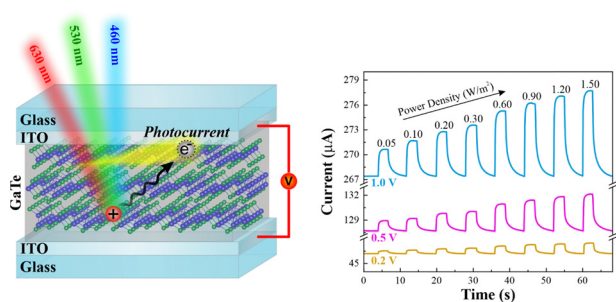 630 nm
530 nm
460 nm
Glass
ITO
Photocurrent
e⁻
GaTe
+
V
ITO
Glass
Current (μA)
279
276
273
270
267
132
129
45
Power Density (W/m²)
0.05
0.10
0.20
0.30
0.60
0.90
1.20
1.50
1.0 V
0.5 V
0.2 V
0 10 20 30 40 50 60
Time (s)